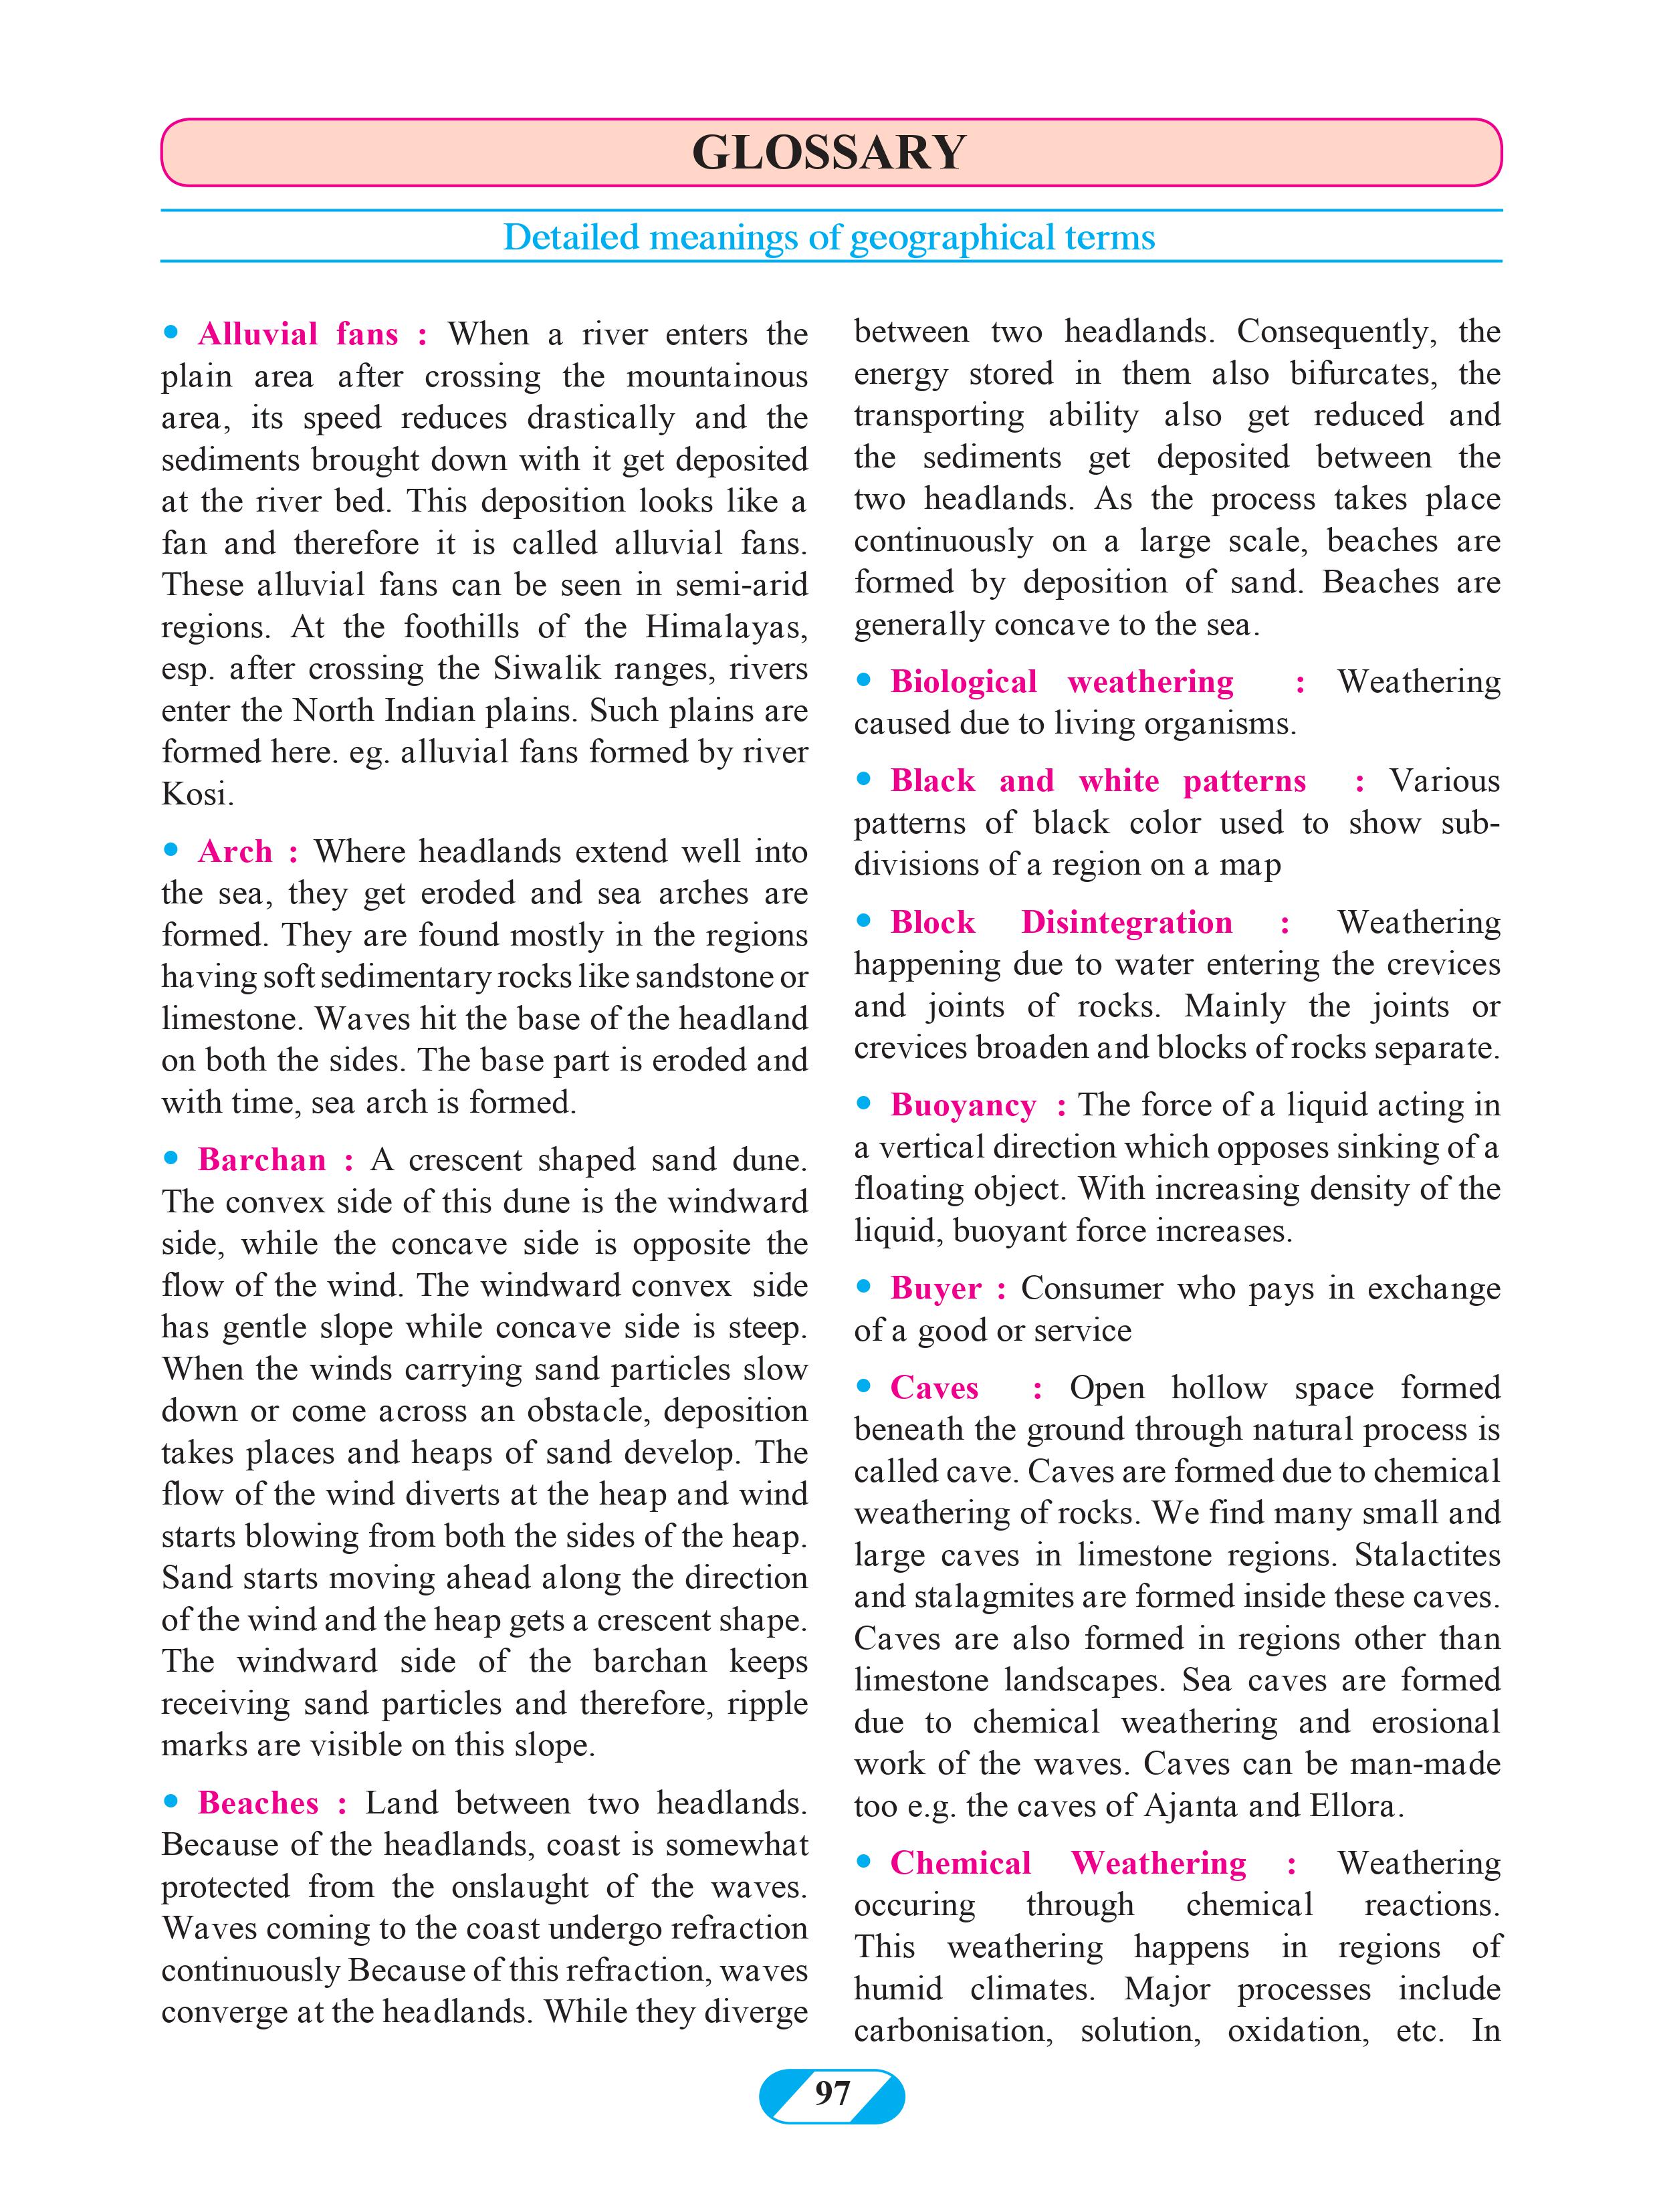 GLOSSARY
Detailed meanings of geographical terms
• Alluvial fans : When a river enters the
plain area after crossing the mountainous
area, its speed reduces drastically and the
sediments brought down with it get deposited
at the river bed. This deposition looks like a
fan and therefore it is called alluvial fans.
These alluvial fans can be seen in semi-arid
regions. At the foothills of the Himalayas,
esp. after crossing the Siwalik ranges, rivers
enter the North Indian plains. Such plains are
formed here. eg. alluvial fans formed by river
Kosi.
• Arch : Where headlands extend well into
the sea, they get eroded and sea arches are
formed. They are found mostly in the regions
having soft sedimentary rocks like sandstone or
limestone. Waves hit the base of the headland
on both the sides. The base part is eroded and
with time, sea arch is formed.
• Barchan : A crescent shaped sand dune.
The convex side of this dune is the windward
side, while the concave side is opposite the
flow of the wind. The windward convex side
has gentle slope while concave side is steep.
When the winds carrying sand particles slow
down or come across an obstacle, deposition
takes places and heaps of sand develop. The
flow of the wind diverts at the heap and wind
starts blowing from both the sides of the heap.
Sand starts moving ahead along the direction
of the wind and the heap gets a crescent shape.
The windward side of the barchan keeps
receiving sand particles and therefore, ripple
marks are visible on this slope.
• Beaches : Land between two headlands.
Because of the headlands, coast is somewhat
protected from the onslaught of the waves.
Waves coming to the coast undergo refraction
continuously Because of this refraction, waves
converge at the headlands. While they diverge
between two headlands. Consequently, the
energy stored in them also bifurcates, the
transporting ability also get reduced and
the sediments get deposited between the
two headlands. As the process takes place
continuously on a large scale, beaches are
formed by deposition of sand. Beaches are
generally concave to the sea.
• Biological weathering : Weathering
caused due to living organisms.
• Black and white patterns : Various
patterns of black color used to show sub-
divisions of a region on a map
• Block Disintegration : Weathering
happening due to water entering the crevices
and joints of rocks. Mainly the joints or
crevices broaden and blocks of rocks separate.
• Buoyancy : The force of a liquid acting in
a vertical direction which opposes sinking of a
floating object. With increasing density of the
liquid, buoyant force increases.
• Buyer : Consumer who pays in exchange
of a good or service
• Caves : Open hollow space formed
beneath the ground through natural process is
called cave. Caves are formed due to chemical
weathering of rocks. We find many small and
large caves in limestone regions. Stalactites
and stalagmites are formed inside these caves.
Caves are also formed in regions other than
limestone landscapes. Sea caves are formed
due to chemical weathering and erosional
work of the waves. Caves can be man-made
too e.g. the caves of Ajanta and Ellora.
• Chemical Weathering : Weathering
occuring through chemical reactions.
This weathering happens in regions of
humid climates. Major processes include
carbonisation, solution, oxidation, etc. In
97